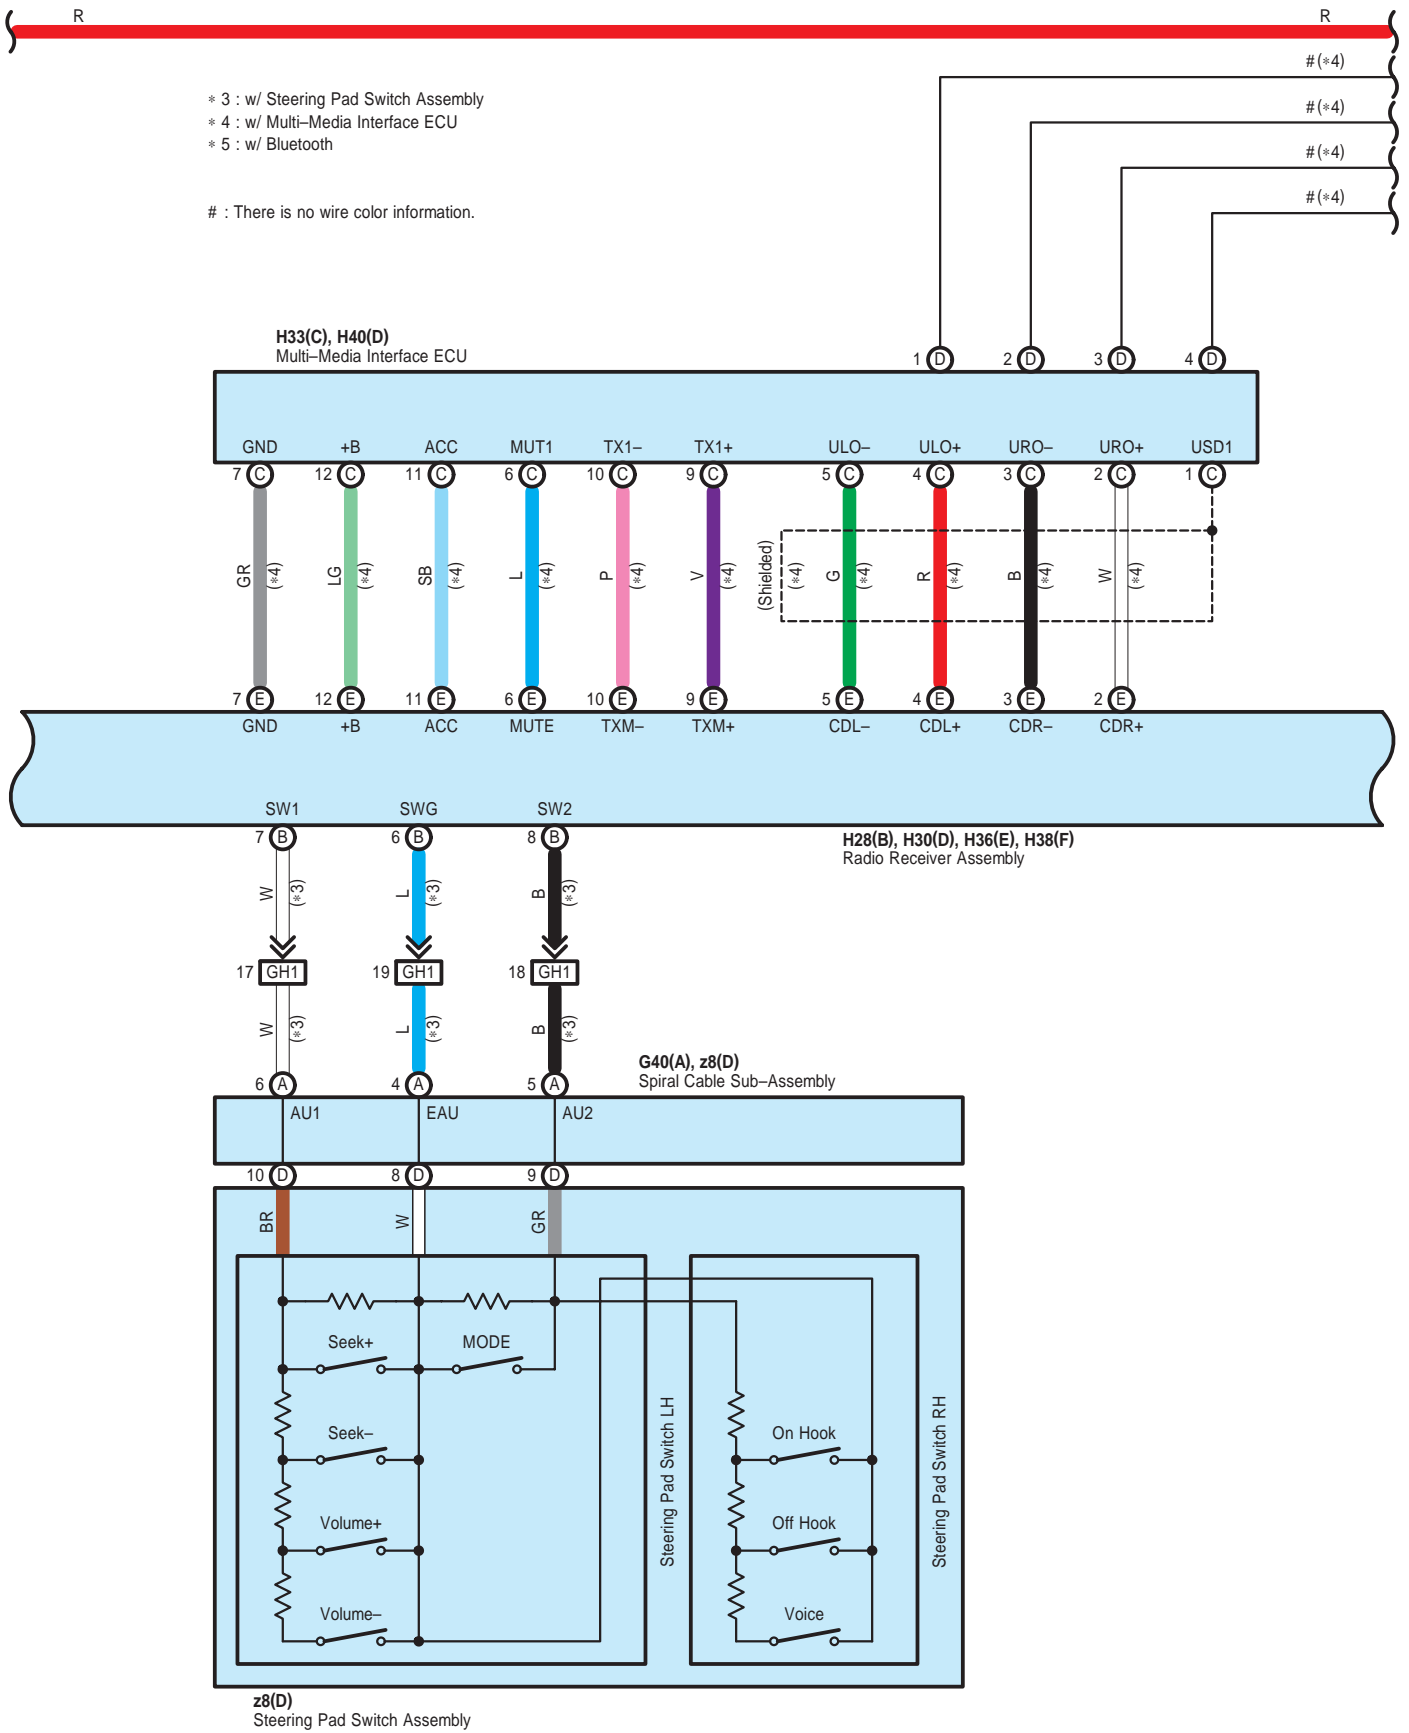 R R
#(∗4)
∗ 3 : w/ Steering Pad Switch Assembly
#(∗4)
∗ 4 : w/ Multi–Media Interface ECU
∗ 5 : w/ Bluetooth
#(∗4)
#(∗4)
# : There is no wire color information.
H33(C), H40(D)
Multi–Media Interface ECU
1 D 2 D 3 D 4 D
GND +B ACC MUT1 TX1– TX1+ ULO– ULO+ URO– URO+ USD1
7 C 12 C 11 C 6 C 10 C 9 C 5 C 4 C 3 C 2 C 1 C
GR (∗4) LG (∗4) SB (∗4) L (∗4) P (∗4) V (∗4) (Shielded) (∗4) G (∗4) R (∗4) B (∗4) W (∗4)
7 E 12 E 11 E 6 E 10 E 9 E 5 E 4 E 3 E 2 E
GND +B ACC MUTE TXM– TXM+ CDL– CDL+ CDR– CDR+
SW1 SWG SW2
7 B 6 B 8 B
H28(B), H30(D), H36(E), H38(F)
Radio Receiver Assembly
W (∗3) L (∗3) B (∗3)
17 GH1 19 GH1 18 GH1
W (∗3) L (∗3) B (∗3)
G40(A), z8(D)
Spiral Cable Sub–Assembly
6 A 4 A 5 A
AU1 EAU AU2
10 D 8 D 9 D
BR W GR
Seek+ MODE
Seek– On Hook
Volume+ Off Hook
Volume– Voice
Steering Pad Switch LH
Steering Pad Switch RH
z8(D)
Steering Pad Switch Assembly